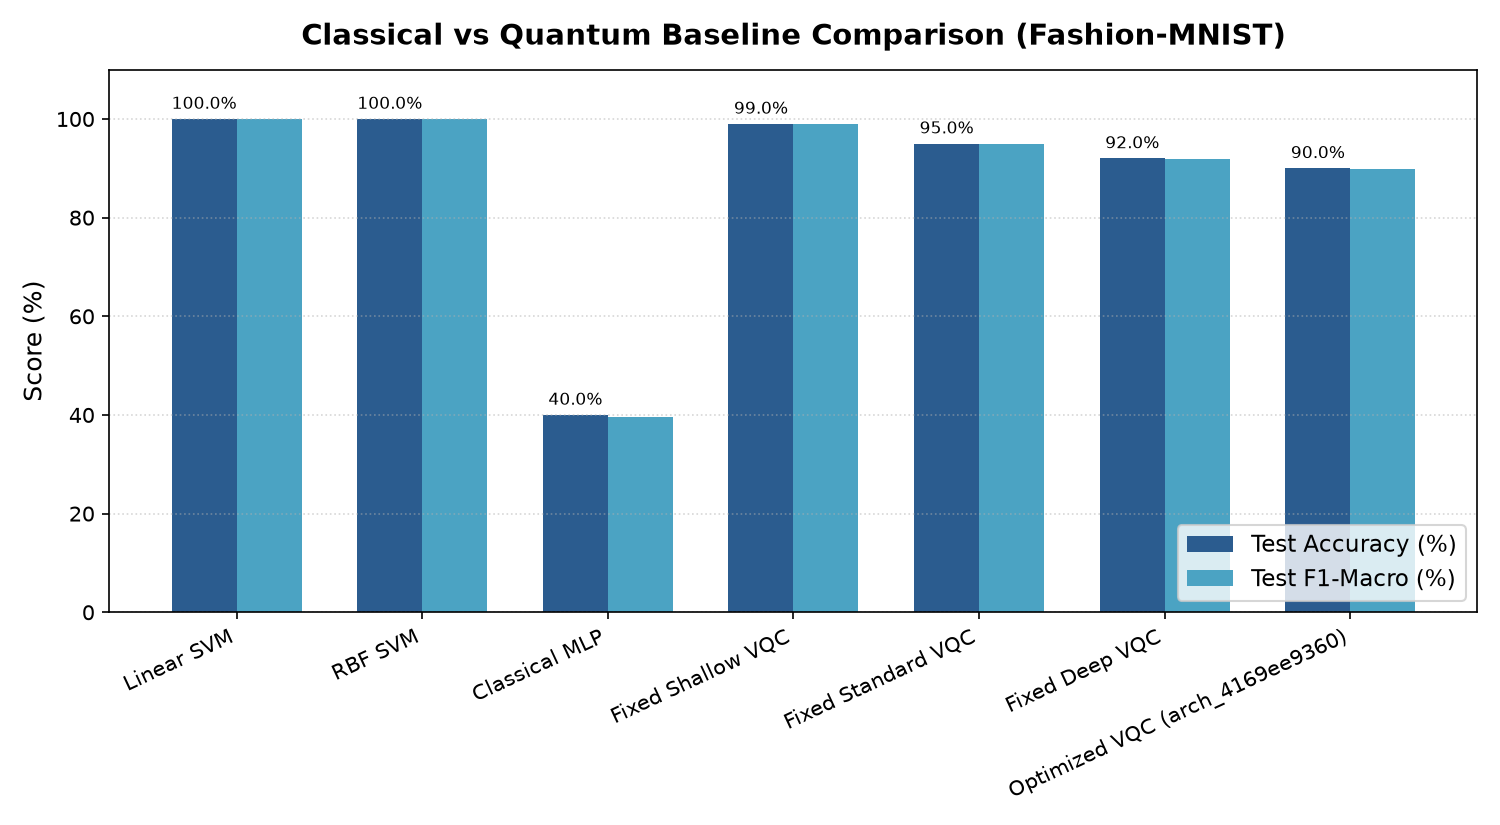 Classical vs Quantum Baseline Comparison (Fashion-MNIST)
Score (%)
100
80
60
40
20
0
100.0%
100.0%
40.0%
99.0%
95.0%
92.0%
90.0%
Test Accuracy (%)
Test F1-Macro (%)
Linear SVM
RBF SVM
Classical MLP
Fixed Shallow VQC
Fixed Standard VQC
Fixed Deep VQC
Optimized VQC (arch_4169ee9360)